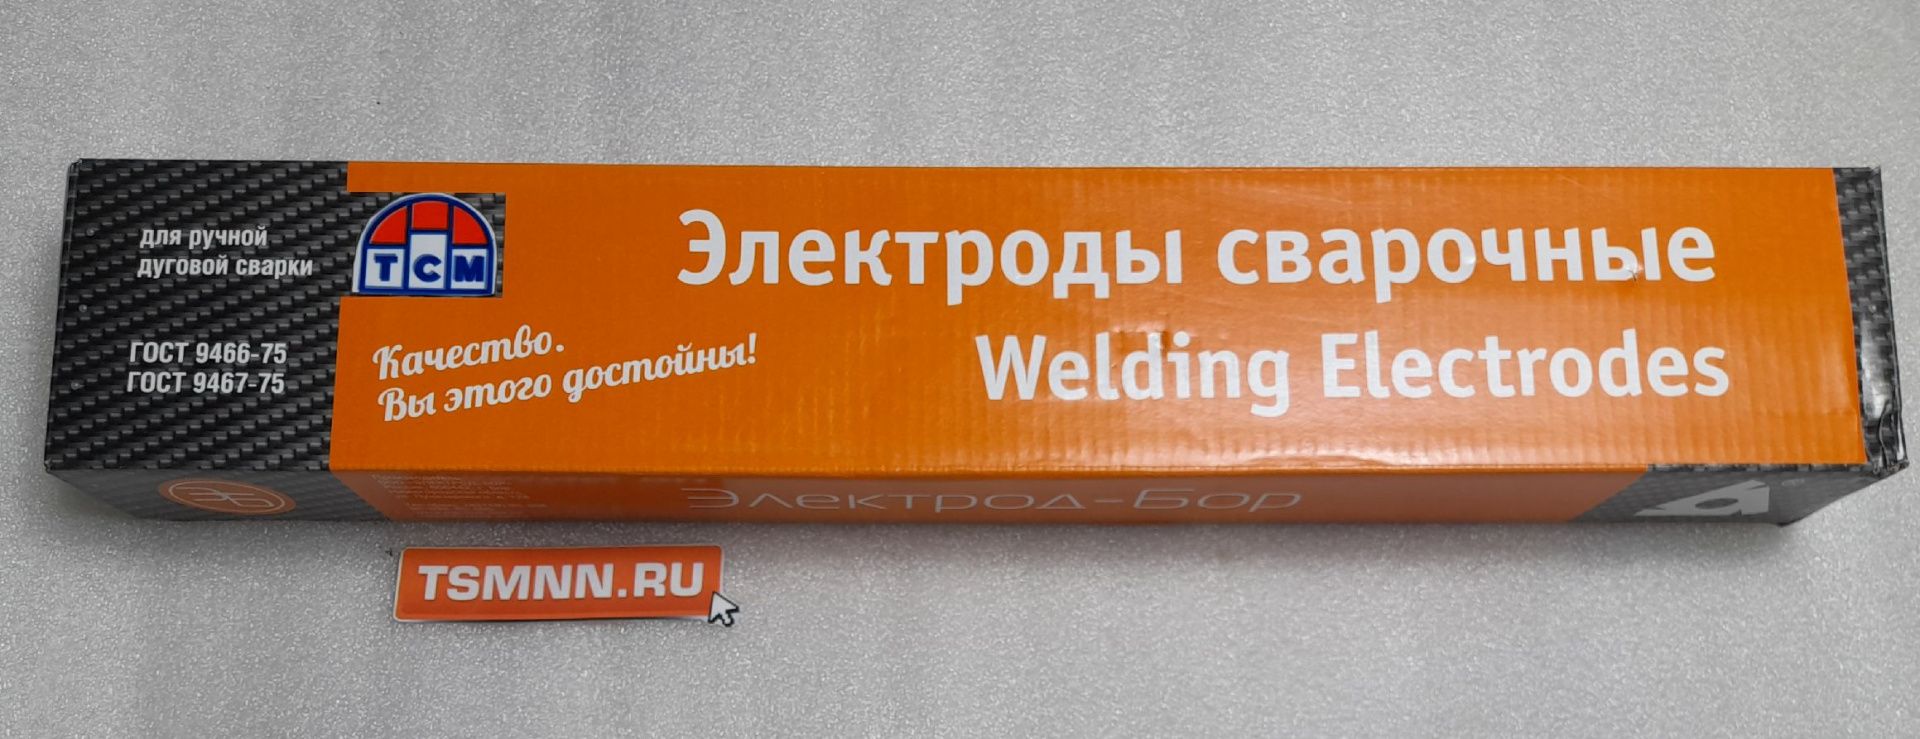 для ручной
дуговой сварки
ГОСТ 9466-75
ГОСТ 9467-75
ТСМ
Качество.
Вы этого достойны!
Электроды сварочные
Welding Electrodes
ЭБ
Электрод-Бор
TSMNN.RU